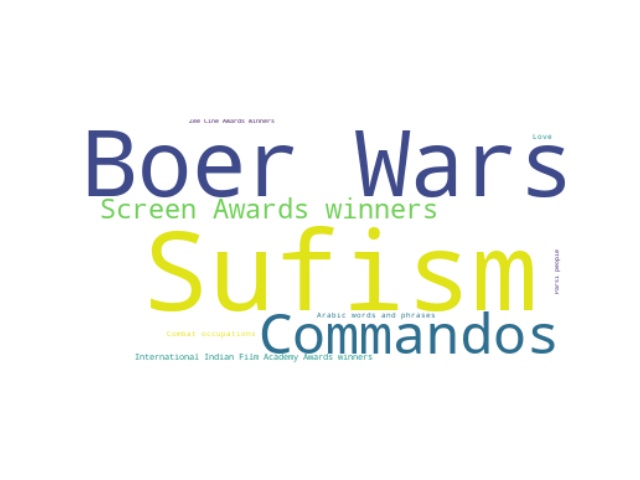 Zee Cine Awards winners
Boer Wars
Love
Screen Awards winners
Sufism
Parsi people
Arabic words and phrases
Commandos
Combat occupations
International Indian Film Academy Awards winners